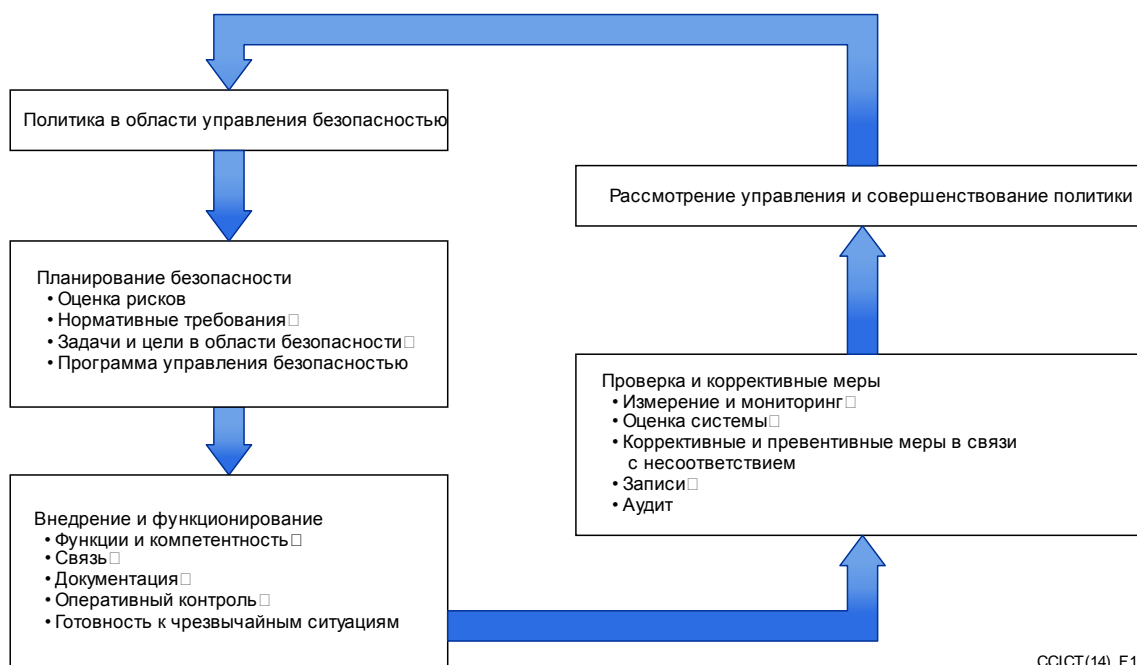 Политика в области управления безопасностью
Планирование безопасности
• Оценка рисков
• Нормативные требования
• Задачи и цели в области безопасности
• Программа управления безопасностью
Внедрение и функционирование
• Функции и компетентность
• Связь
• Документация
• Оперативный контроль
• Готовность к чрезвычайным ситуациям
Проверка и коррективные меры
• Измерение и мониторинг
• Оценка системы
• Коррективные и превентивные меры в связи
с несоответствием
• Записи
• Аудит
Рассмотрение управления и совершенствование политики
CCICT(14)_F1